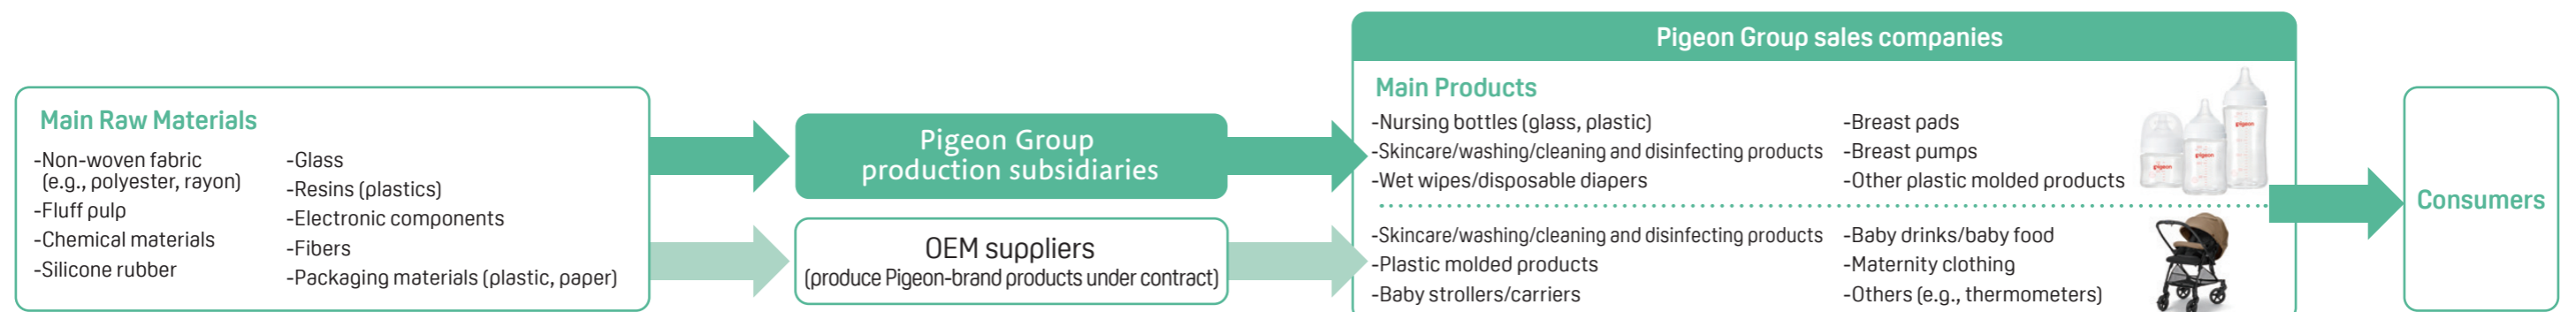 Main Raw Materials
-Non-woven fabric
(e.g., polyester, rayon)
-Fluff pulp
-Chemical materials
-Silicone rubber
-Glass
-Resins (plastics)
-Electronic components
-Fibers
-Packaging materials (plastic, paper)
Pigeon Group
production subsidiaries
OEM suppliers
(produce Pigeon-brand products under contract)
Pigeon Group sales companies
Main Products
-Nursing bottles (glass, plastic)
-Skincare/washing/cleaning and disinfecting products
-Wet wipes/disposable diapers
-Breast pads
-Breast pumps
-Other plastic molded products
pigeon
pigeon
pigeon
-Skincare/washing/cleaning and disinfecting products
-Plastic molded products
-Baby strollers/carriers
-Baby drinks/baby food
-Maternity clothing
-Others (e.g., thermometers)
Consumers